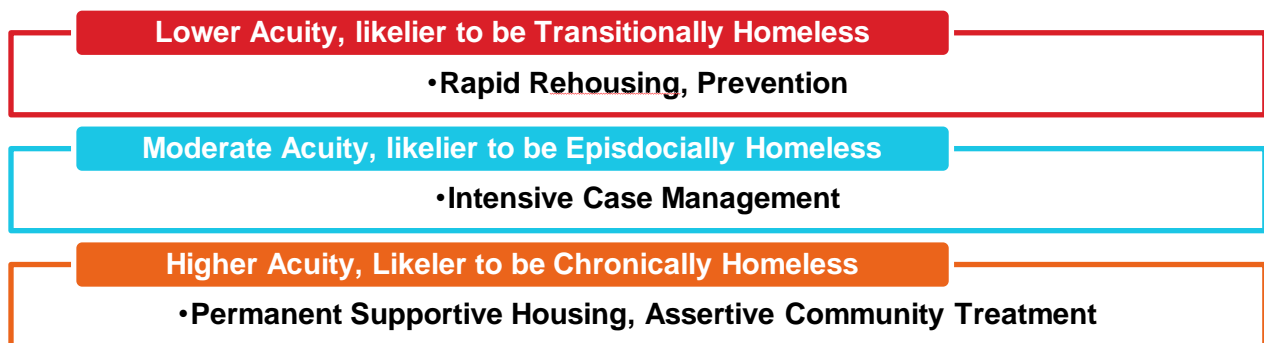 Lower Acuity, likelier to be Transitionally Homeless
•Rapid Rehousing, Prevention
Moderate Acuity, likelier to be Episdocially Homeless
•Intensive Case Management
Higher Acuity, Likeler to be Chronically Homeless
•Permanent Supportive Housing, Assertive Community Treatment